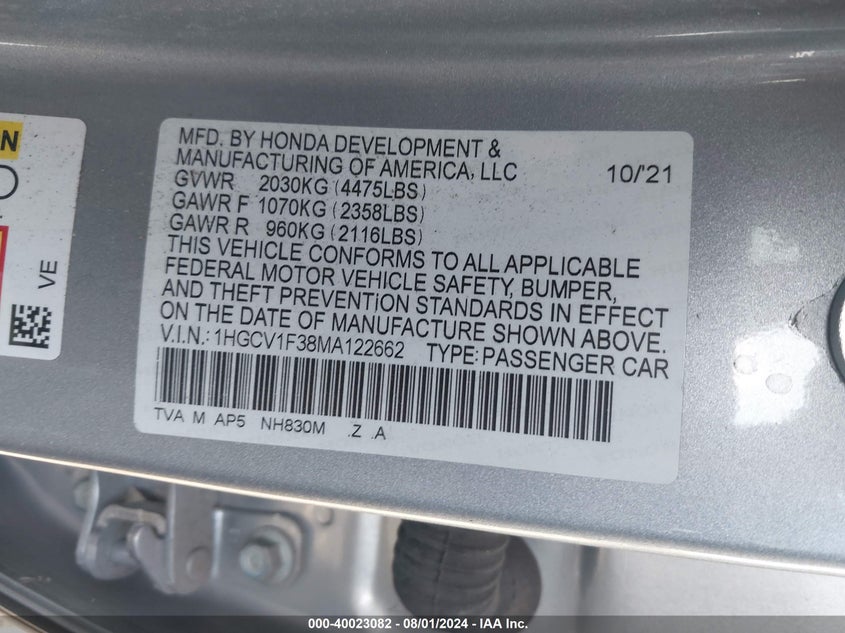 N
VE
MFD. BY HONDA DEVELOPMENT &
MANUFACTURING OF AMERICA, LLC 10/'21
GVWR 2030KG (4475LBS)
GAWR F 1070KG (2358LBS)
GAWR R 960KG (2116LBS)
THIS VEHICLE CONFORMS TO ALL APPLICABLE
FEDERAL MOTOR VEHICLE SAFETY, BUMPER,
AND THEFT PREVENTION STANDARDS IN EFFECT
ON THE DATE OF MANUFACTURE SHOWN ABOVE.
V.I.N.: 1HGCV1F38MA122662 TYPE: PASSENGER CAR
TVA M AP5 NH830M .Z .A
000-40023082 - 08/01/2024 - IAA Inc.